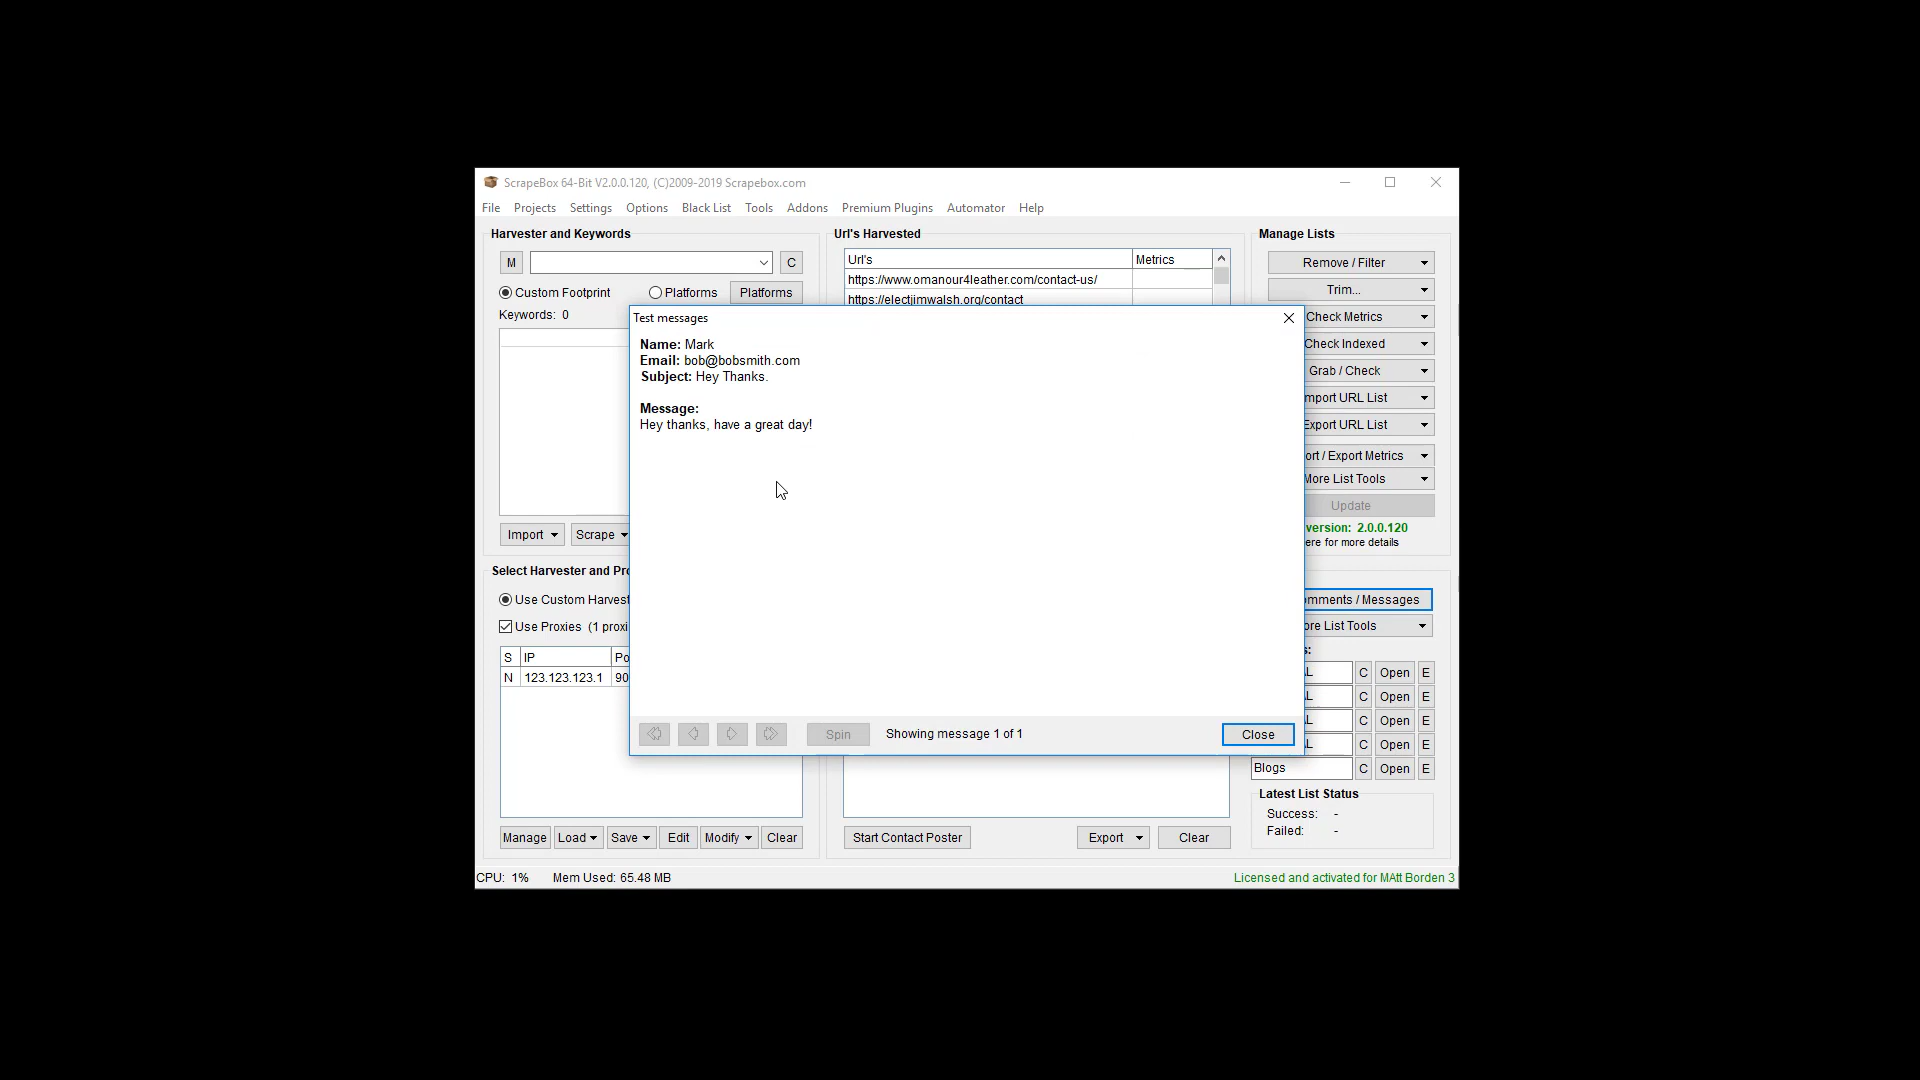 ScrapeBox 64-Bit V2.0.0.120, (C)2009-2019 Scrapebox.com
File Projects Settings Options Black List Tools Addons Premium Plugins Automator Help
Harvester and Keywords
M
C
Custom Footprint
Platforms
Platforms
Keywords: 0
Import
Scrape
Url's Harvested
Url's Metrics
https://www.omanour4leather.com/contact-us/
https://electjimwalsh.org/contact
Manage Lists
Remove / Filter
Trim...
Check Metrics
Check Indexed
Grab / Check
mport URL List
Export URL List
ort / Export Metrics
More List Tools
Update
version: 2.0.0.120
ere for more details
Test messages
Name: Mark
Email: bob@bobsmith.com
Subject: Hey Thanks.
Message:
Hey thanks, have a great day!
Spin
Showing message 1 of 1
Close
Select Harvester and Pro
Use Custom Harvest
Use Proxies (1 proxi
S IP Po
N 123.123.123.1 90
Manage Load Save Edit Modify Clear
Start Contact Poster
Export
Clear
omments / Messages
ore List Tools
s:
AL C Open E
AL C Open E
AL C Open E
AL C Open E
Blogs C Open E
Latest List Status
Success: -
Failed: -
CPU: 1% Mem Used: 65.48 MB
Licensed and activated for MAtt Borden 3